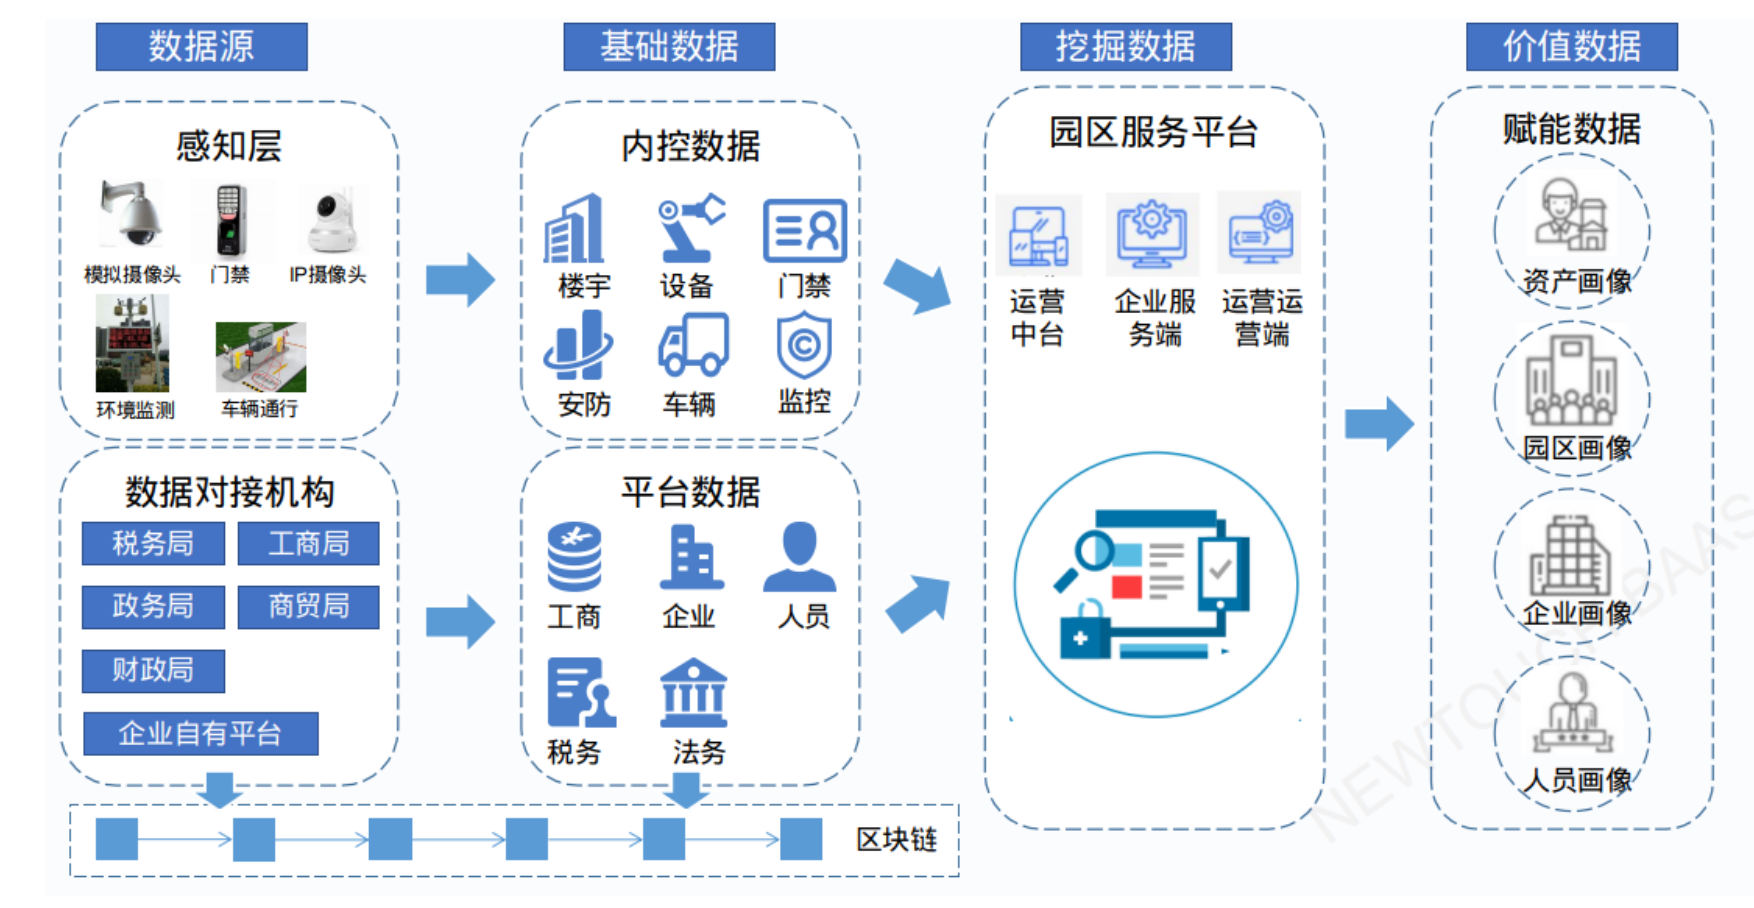 数据源
基础数据
挖掘数据
价值数据
感知层
模拟摄像头
门禁
IP摄像头
环境监测
车辆通行
数据对接机构
税务局
工商局
政务局
商贸局
财政局
企业自有平台
内控数据
楼宇
设备
门禁
安防
车辆
监控
平台数据
工商
企业
人员
税务
法务
区块链
园区服务平台
运营
中台
企业服
务端
运营运
营端
赋能数据
资产画像
园区画像
企业画像
人员画像
NEWTOUCH BAAS